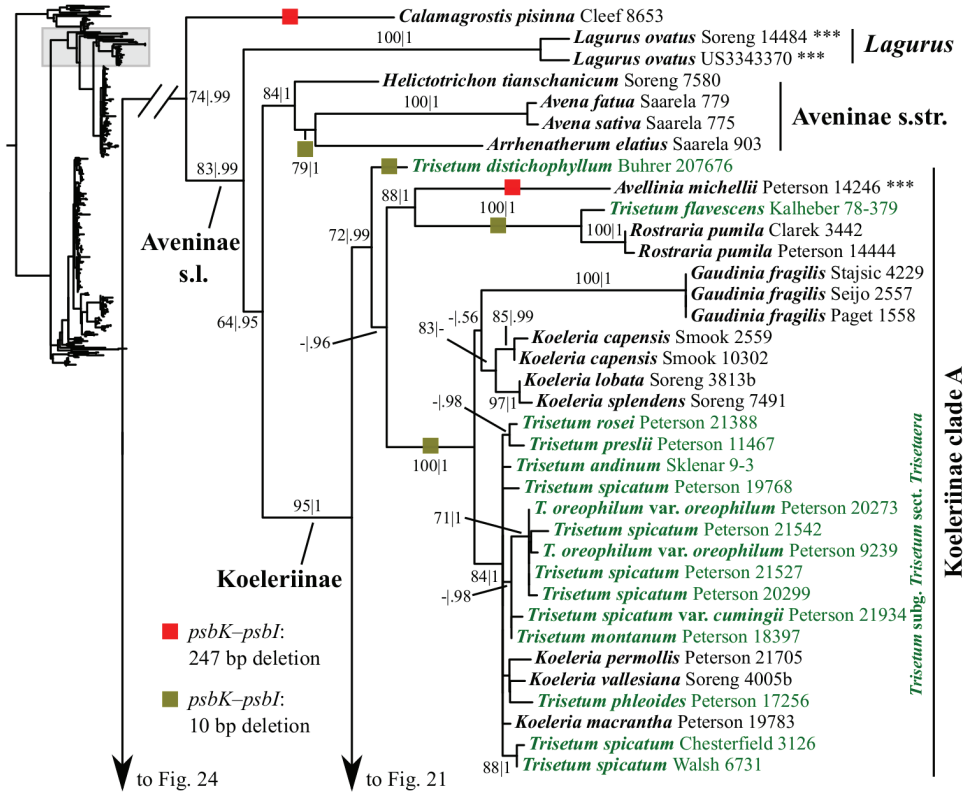 Calamagrostis pisinna Cleef 8653
100|1
Lagurus ovatus Soreng 14484 ***
Lagurus ovatus US3343370 ***
Lagurus
74|.99
84|1
Helictotrichon tianschanicum Soreng 7580
100|1
Avena fatua Saarela 779
Avena sativa Saarela 775
Aveninae s.str.
Arrhenatherum elatius Saarela 903
79|1
83|.99
Trisetum distichophyllum Buhrer 207676
88|1
Avellinia michellii Peterson 14246 ***
100|1
Trisetum flavescens Kalheber 78-379
100|1
Rostraria pumila Clarek 3442
Rostraria pumila Peterson 14444
72|.99
Aveninae
s.l.
Gaudinia fragilis Stajsic 4229
100|1
Gaudinia fragilis Seijo 2557
Gaudinia fragilis Paget 1558
64|.95
-|.96
-|.56
85|.99
83|-
Koeleria capensis Smook 2559
Koeleria capensis Smook 10302
Koeleria lobata Soreng 3813b
Koeleria splendens Soreng 7491
97|1
-|.98
Trisetum rosei Peterson 21388
Trisetum preslii Peterson 11467
100|1
Trisetum andinum Sklenar 9-3
Trisetum spicatum Peterson 19768
T. oreophilum var. oreophilum Peterson 20273
71|1
Trisetum spicatum Peterson 21542
T. oreophilum var. oreophilum Peterson 9239
95|1
Koeleriinae
Trisetum spicatum Peterson 21527
84|1
-|.98
Trisetum spicatum Peterson 20299
Trisetum spicatum var. cumingii Peterson 21934
Trisetum montanum Peterson 18397
Koeleria permollis Peterson 21705
Koeleria vallesiana Soreng 4005b
Trisetum phleoides Peterson 17256
Koeleria macrantha Peterson 19783
Trisetum spicatum Chesterfield 3126
Trisetum spicatum Walsh 6731
88|1
Trisetum subg. Trisetum sect. Trisetaera
Koeleriinae clade A
psbK–psbI:
247 bp deletion
psbK–psbI:
10 bp deletion
to Fig. 24
to Fig. 21